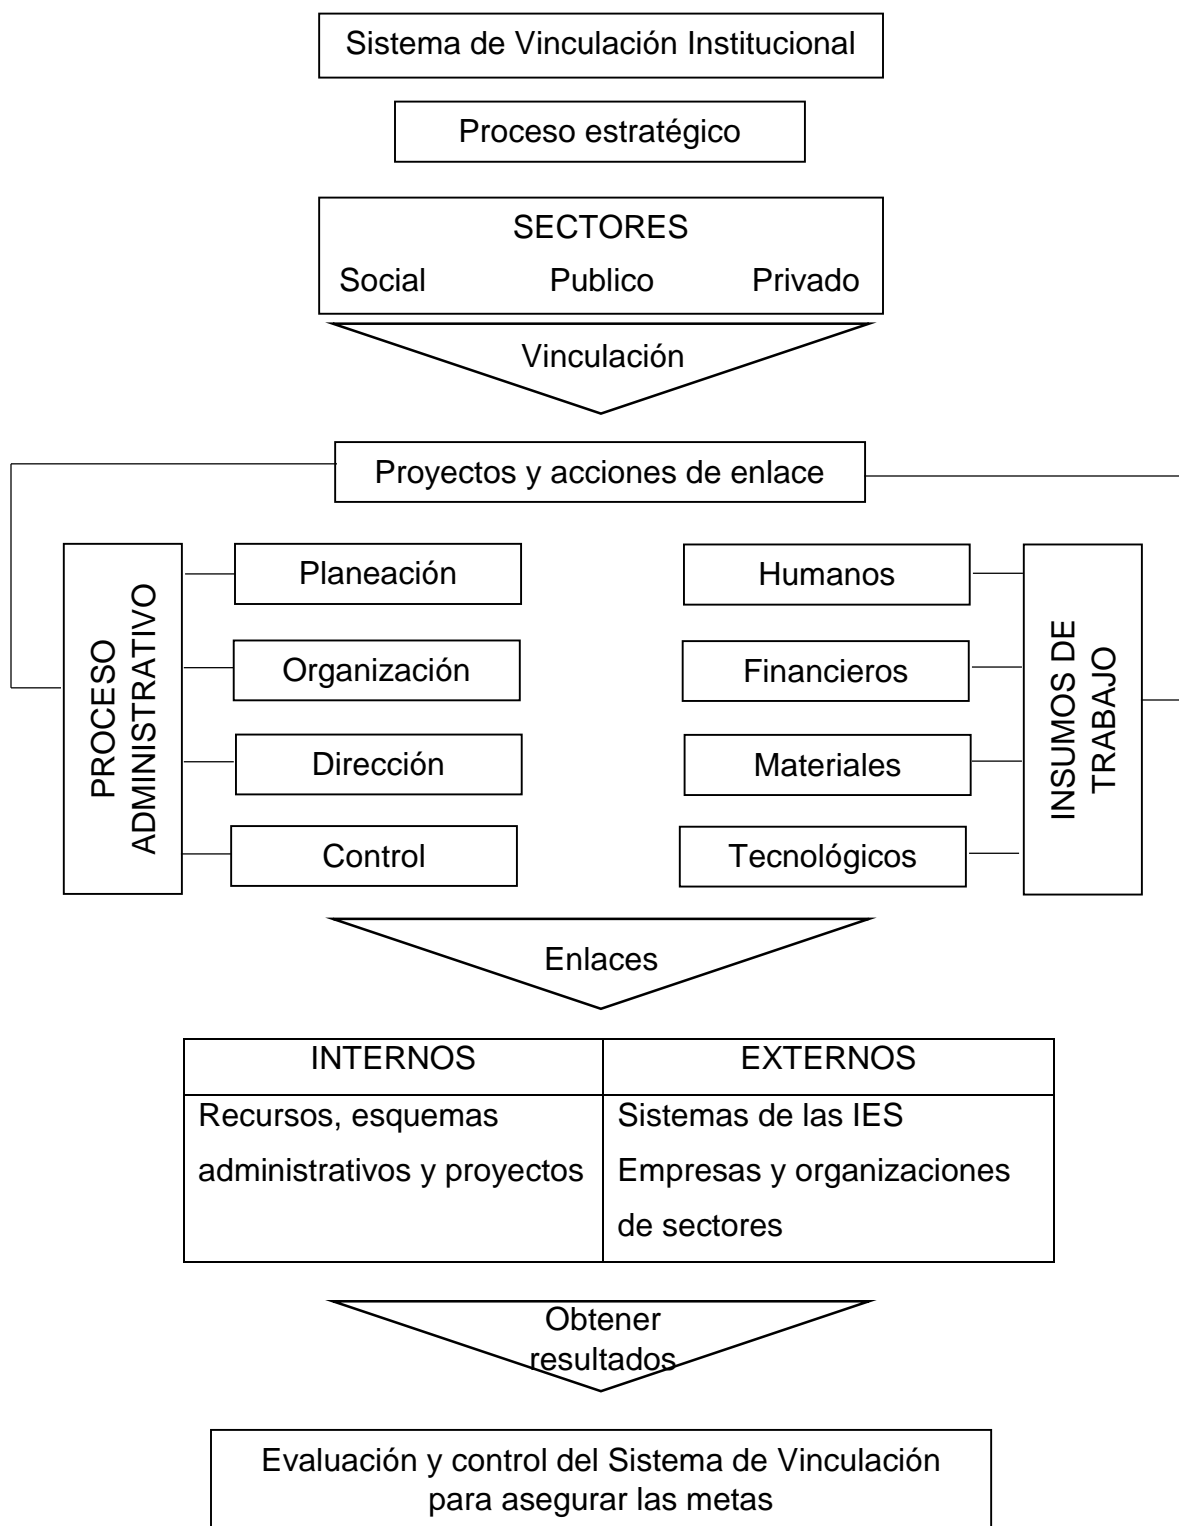 Sistema de Vinculación Institucional
Proceso estratégico
SECTORES
Social Publico Privado
Vinculación
Proyectos y acciones de enlace
PROCESO
ADMINISTRATIVO
Planeación
Organización
Dirección
Control
Humanos
Financieros
Materiales
Tecnológicos
INSUMOS DE
TRABAJO
Enlaces
INTERNOS
Recursos, esquemas
administrativos y proyectos
EXTERNOS
Sistemas de las IES
Empresas y organizaciones
de sectores
Obtener
resultados
Evaluación y control del Sistema de Vinculación
para asegurar las metas